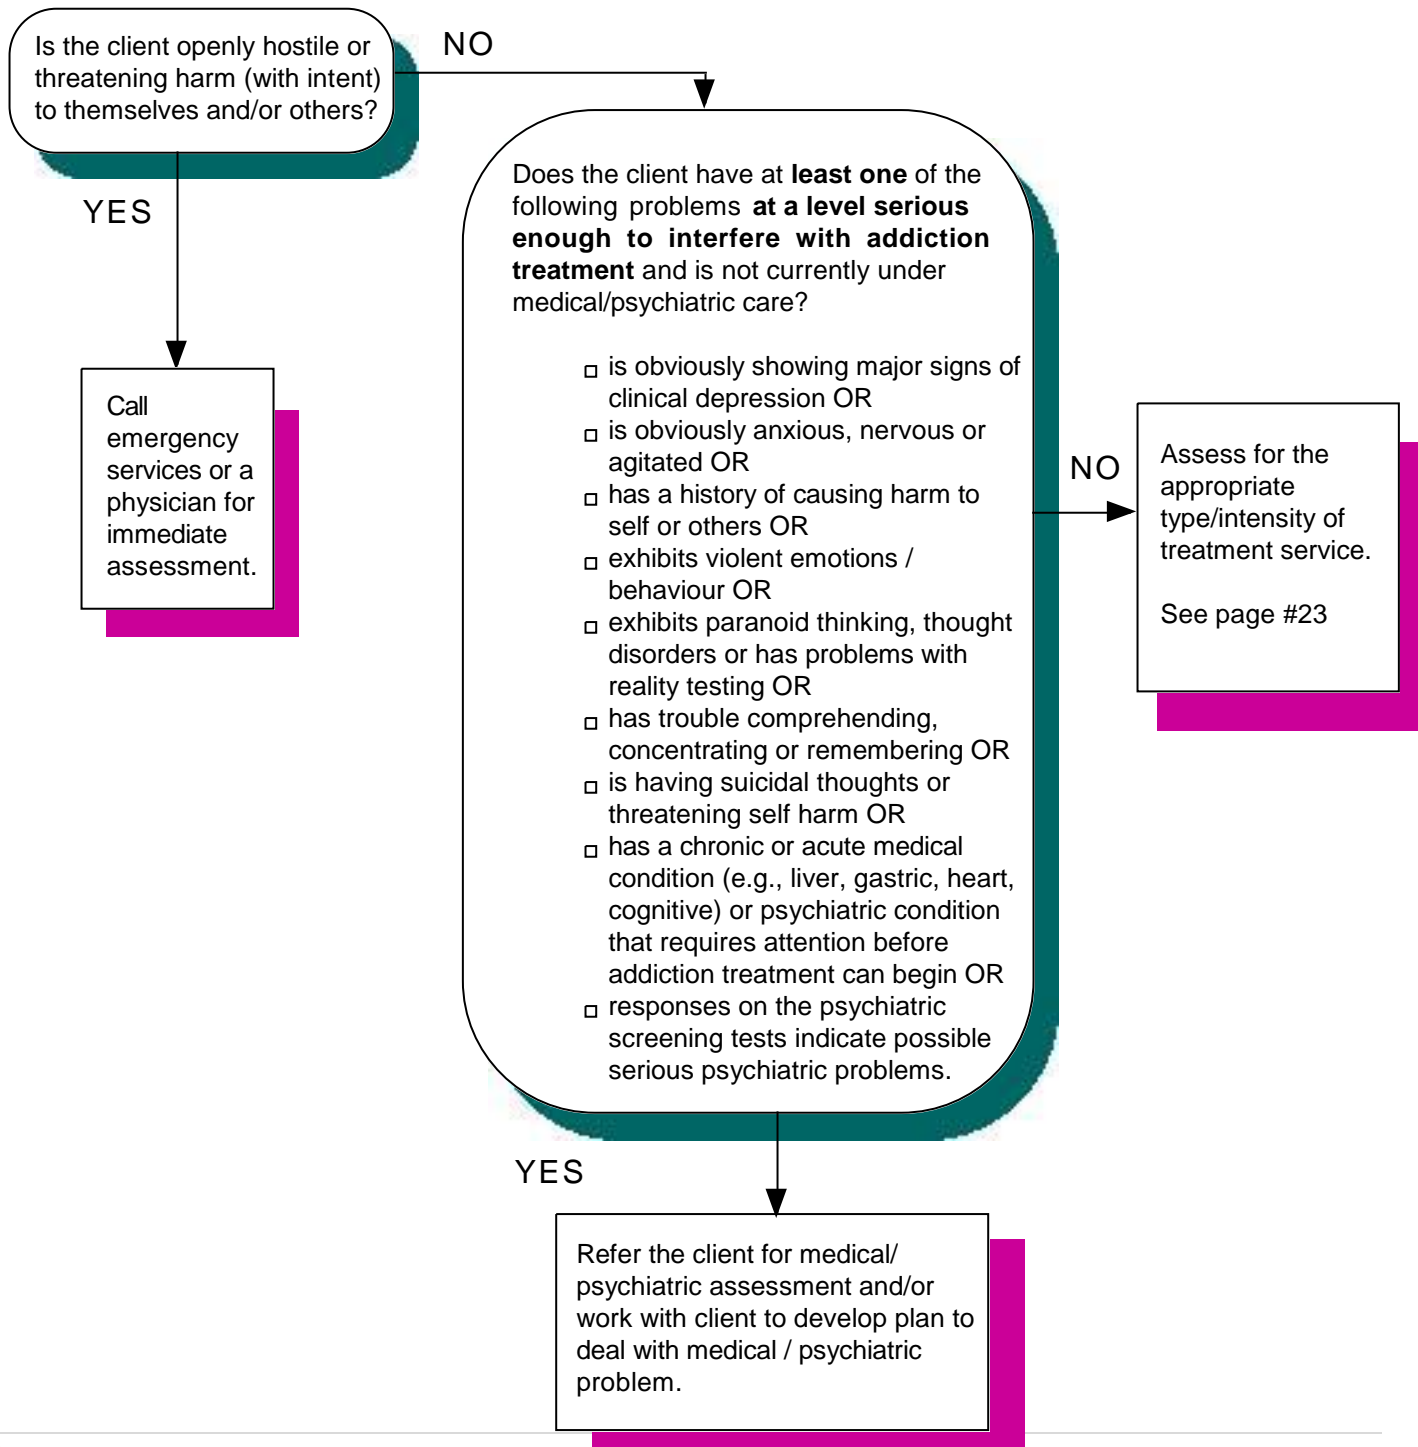 Is the client openly hostile or
threatening harm (with intent)
to themselves and/or others?
NO
YES
Call
emergency
services or a
physician for
immediate
assessment.
Does the client have at least one of the
following problems at a level serious
enough to interfere with addiction
treatment and is not currently under
medical/psychiatric care?
is obviously showing major signs of
clinical depression OR
is obviously anxious, nervous or
agitated OR
has a history of causing harm to
self or others OR
exhibits violent emotions /
behaviour OR
exhibits paranoid thinking, thought
disorders or has problems with
reality testing OR
has trouble comprehending,
concentrating or remembering OR
is having suicidal thoughts or
threatening self harm OR
has a chronic or acute medical
condition (e.g., liver, gastric, heart,
cognitive) or psychiatric condition
that requires attention before
addiction treatment can begin OR
responses on the psychiatric
screening tests indicate possible
serious psychiatric problems.
NO
Assess for the
appropriate
type/intensity of
treatment service.
See page #23
YES
Refer the client for medical/
psychiatric assessment and/or
work with client to develop plan to
deal with medical / psychiatric
problem.